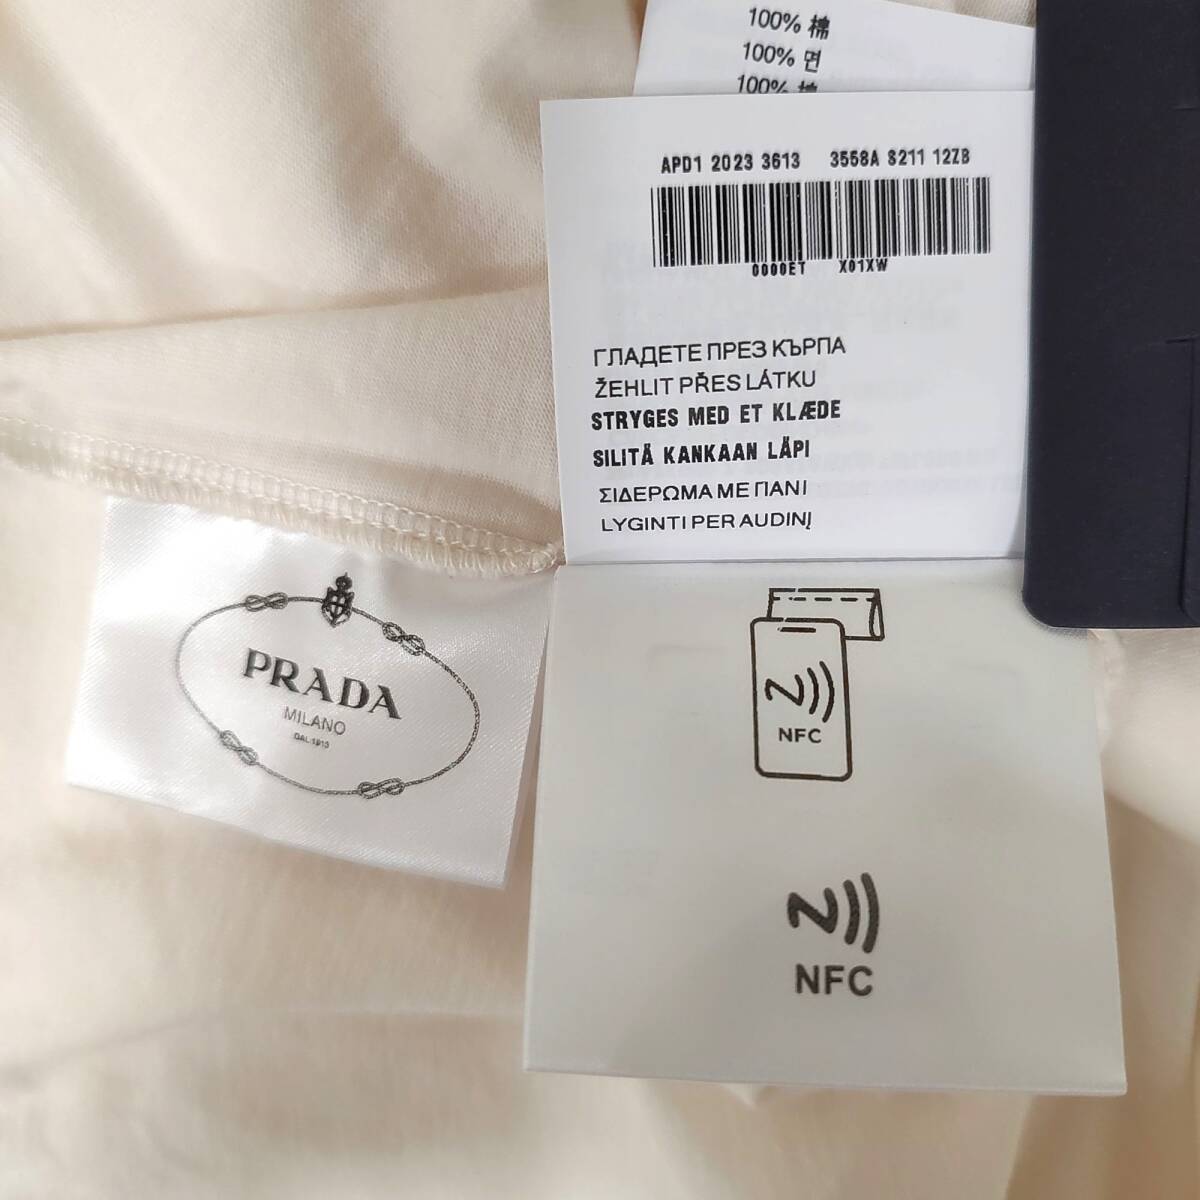 100% 棉
100% 면
100% 棉
APD1 2023 3613 3558A S211 12ZB
0000ET X01XW
ГЛАДЕТЕ ПРЕЗ КЪРПА
ŽEHLIT PŘES LÁTKU
STRYGES MED ET KLÆDE
SILITÄ KANKAAN LÄPI
ΣΙΔΕΡΩΜΑ ΜΕ ΠΑΝΙ
LYGINTI PER AUDINĮ
PRADA
MILANO
DAL 1913
NFC
NFC